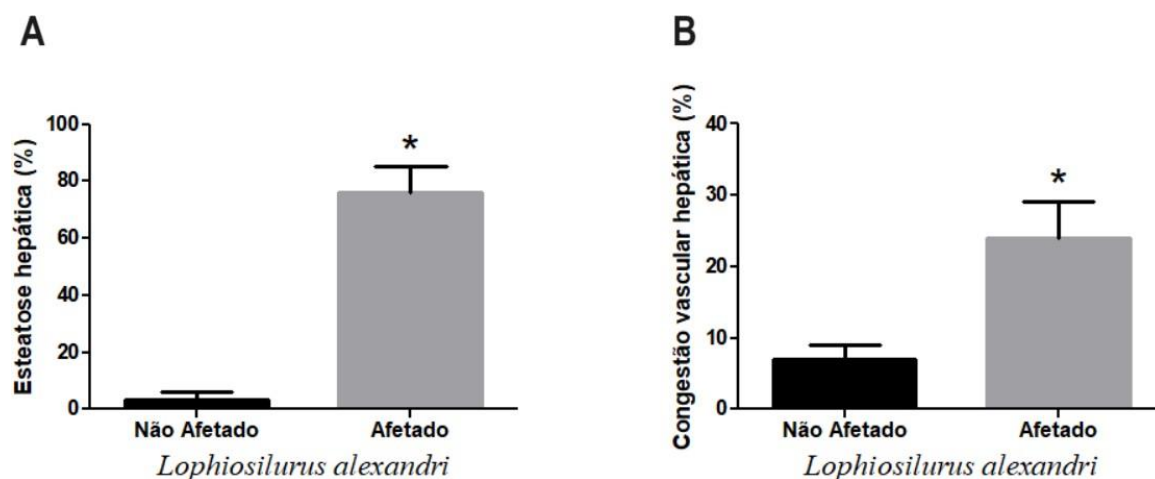 A
Esteatose hepática (%)
100
80
60
40
20
0
*
Não Afetado
Afetado
Lophiosilurus alexandri
B
Congestão vascular hepática (%)
40
30
20
10
0
*
Não Afetado
Afetado
Lophiosilurus alexandri